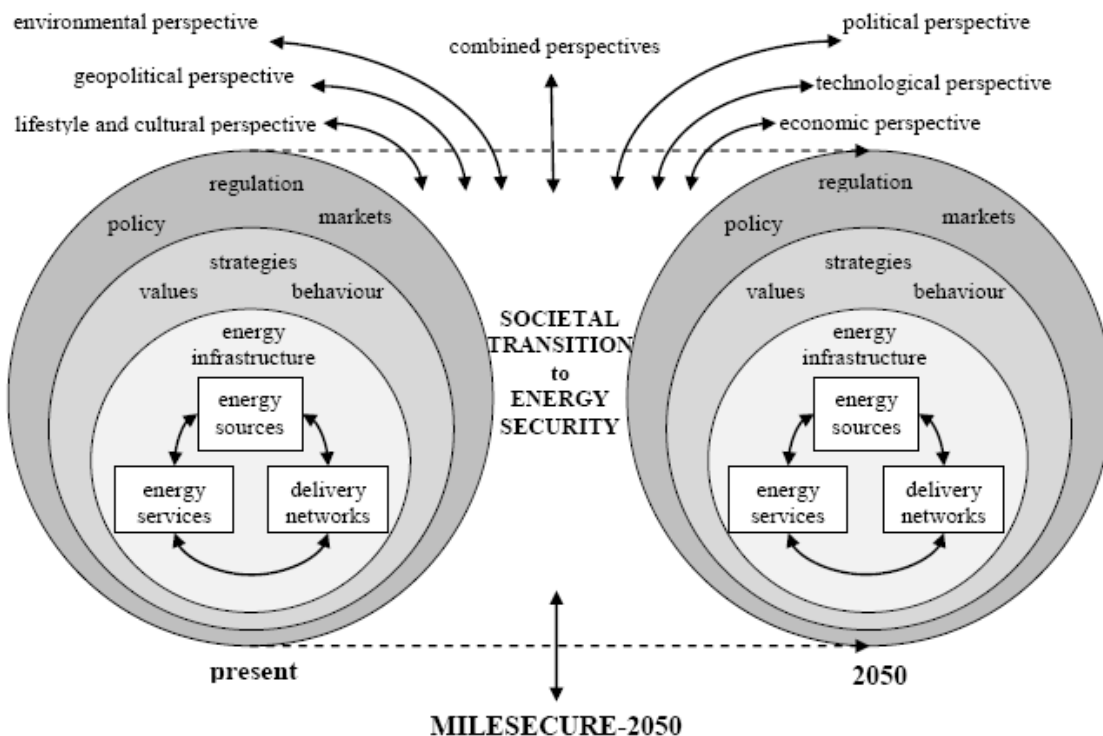 environmental perspective
political perspective
combined perspectives
geopolitical perspective
technological perspective
lifestyle and cultural perspective
economic perspective
regulation
policy
markets
strategies
values
behaviour
energy
infrastructure
energy
sources
energy
services
delivery
networks
SOCIETAL
TRANSITION
to
ENERGY
SECURITY
regulation
policy
markets
strategies
values
behaviour
energy
infrastructure
energy
sources
energy
services
delivery
networks
present
2050
MILESECURE-2050